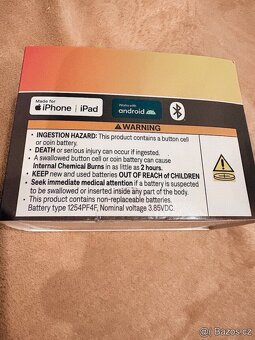 Made for
iPhone | iPad
Works with
android
WARNING
• INGESTION HAZARD: This product contains a button cell
or coin battery.
• DEATH or serious injury can occur if ingested.
• A swallowed button cell or coin battery can cause
Internal Chemical Burns in as little as 2 hours.
• KEEP new and used batteries OUT OF REACH of CHILDREN
• Seek immediate medical attention if a battery is suspected
to be swallowed or inserted inside any part of the body.
• This product contains non-replaceable batteries.
Battery type 1254PF4F, Nominal voltage 3.85VDC.
© iBazos.cz